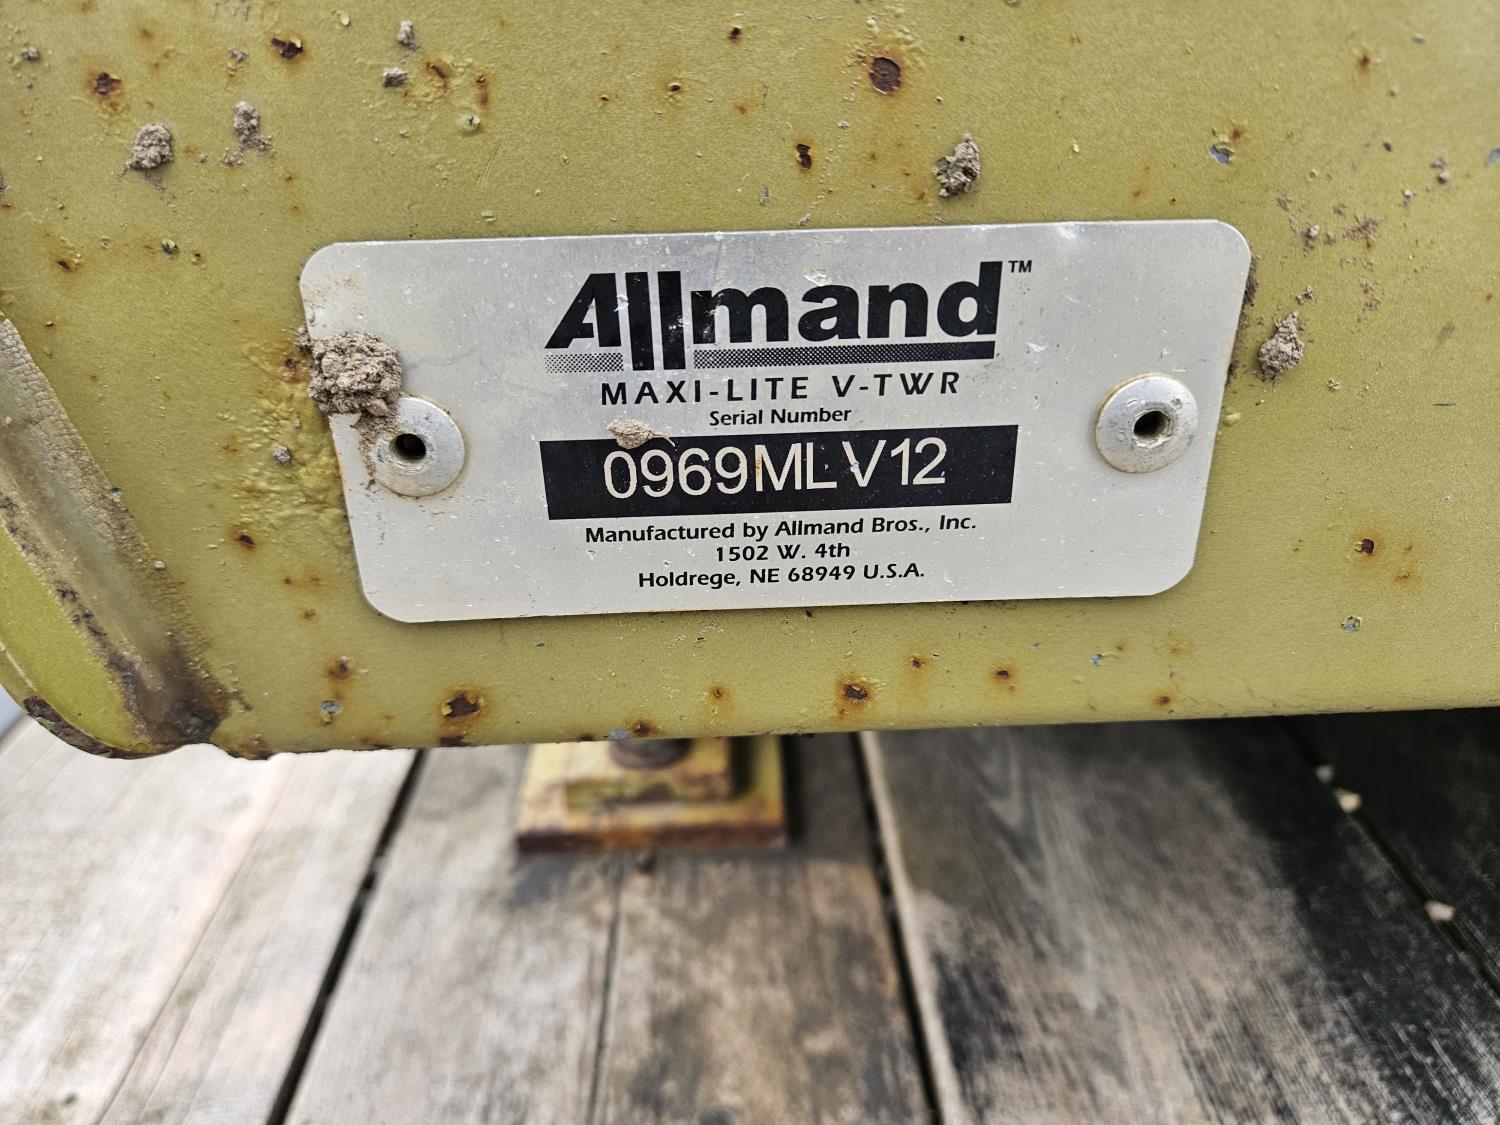 Allmand™
MAXI-LITE V-TWR
Serial Number
0969MLV12
Manufactured by Allmand Bros., Inc.
1502 W. 4th
Holdrege, NE 68949 U.S.A.